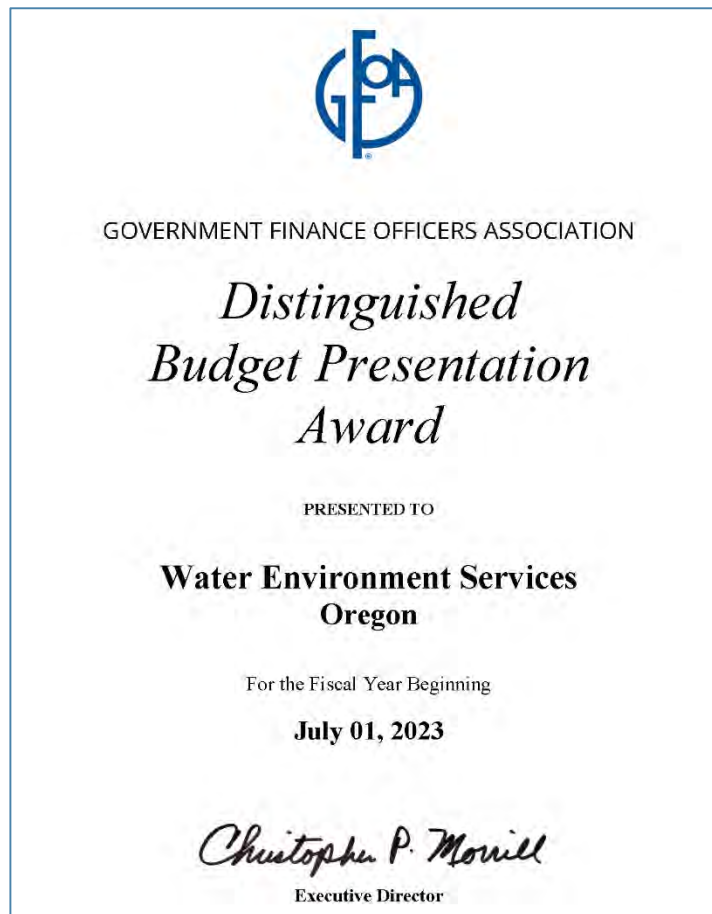 GFOA
GOVERNMENT FINANCE OFFICERS ASSOCIATION
Distinguished
Budget Presentation
Award
PRESENTED TO
Water Environment Services
Oregon
For the Fiscal Year Beginning
July 01, 2023
Christopher P. Morrill
Executive Director